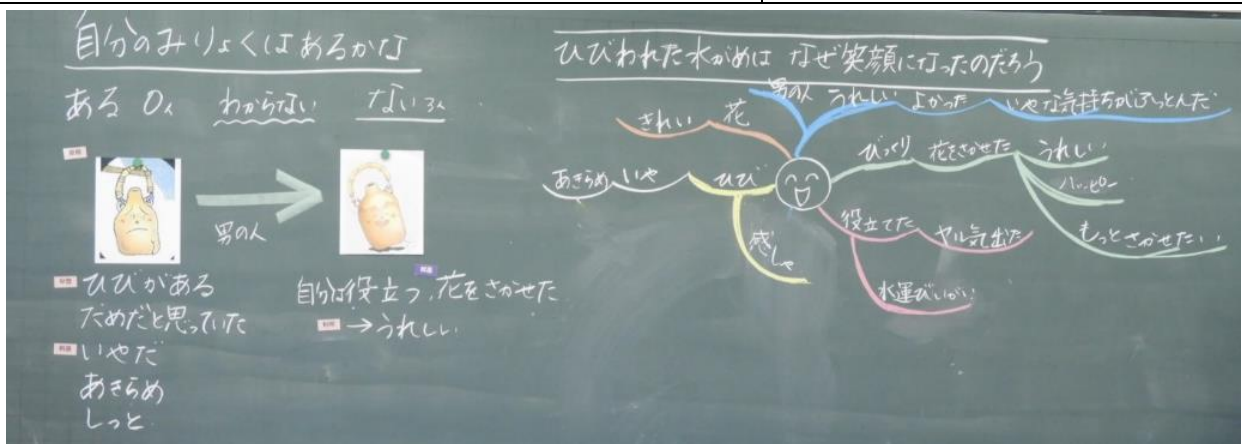 自分のみりょくはあるかな
ある 0人 わからない ない 3人
男の人
ひびがある
だめだと思っていた
いやだ
あきらめ
しっと
自分は役立つ、花をさかせた
→うれしい
ひびわれた水がめは なぜ笑顔になったのだろう
男の人 うれしい よかった いやな気持ちがふっとんだ
きれい 花
あきらめ いや ひび
感しゃ
びっくり 花をさかせた うれしい
ハッピー
もっとさかせたい
役立てた ヤル気出た
水運びいがい